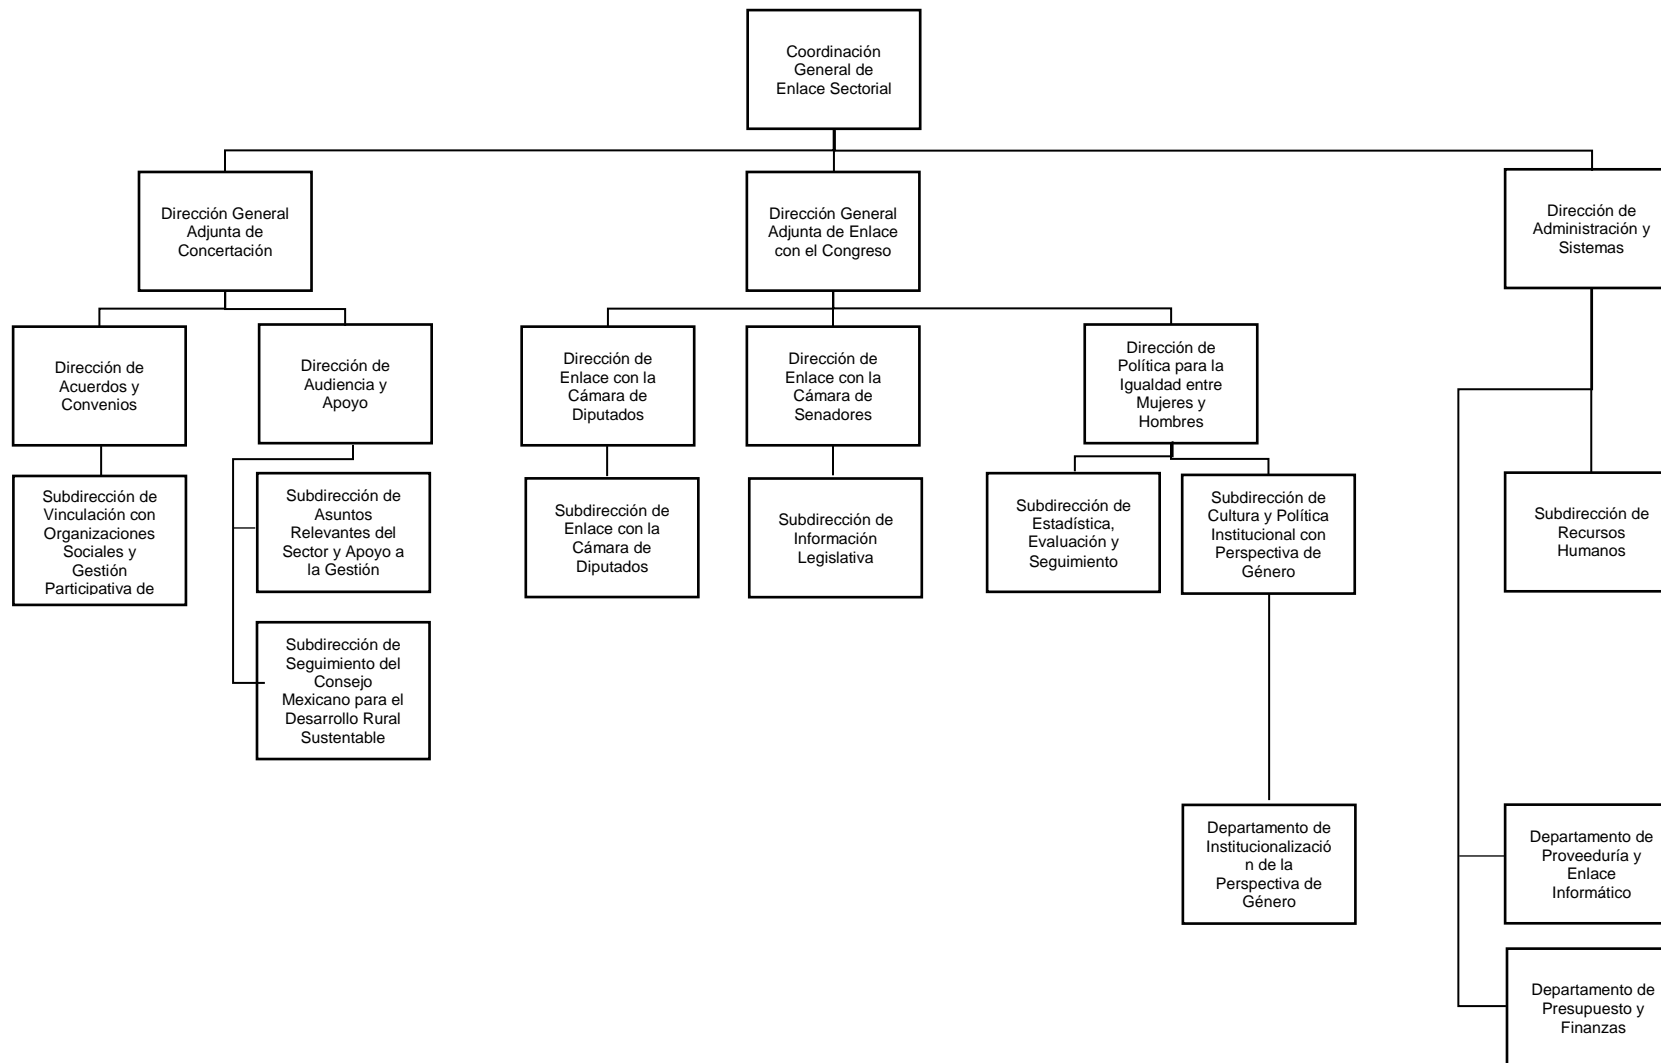 Coordinación
General de
Enlace Sectorial
Dirección General
Adjunta de
Concertación
Dirección General
Adjunta de Enlace
con el Congreso
Dirección de
Administración y
Sistemas
Dirección de
Acuerdos y
Convenios
Dirección de
Audiencia y
Apoyo
Dirección de
Enlace con la
Cámara de
Diputados
Dirección de
Enlace con la
Cámara de
Senadores
Dirección de
Política para la
Igualdad entre
Mujeres y
Hombres
Subdirección de
Vinculación con
Organizaciones
Sociales y
Gestión
Participativa de
Subdirección de
Asuntos
Relevantes del
Sector y Apoyo a
la Gestión
Subdirección de
Enlace con la
Cámara de
Diputados
Subdirección de
Información
Legislativa
Subdirección de
Estadística,
Evaluación y
Seguimiento
Subdirección de
Cultura y Política
Institucional con
Perspectiva de
Género
Subdirección de
Recursos
Humanos
Subdirección de
Seguimiento del
Consejo
Mexicano para el
Desarrollo Rural
Sustentable
Departamento de
Institucionalizació
n de la
Perspectiva de
Género
Departamento de
Proveeduría y
Enlace
Informático
Departamento de
Presupuesto y
Finanzas